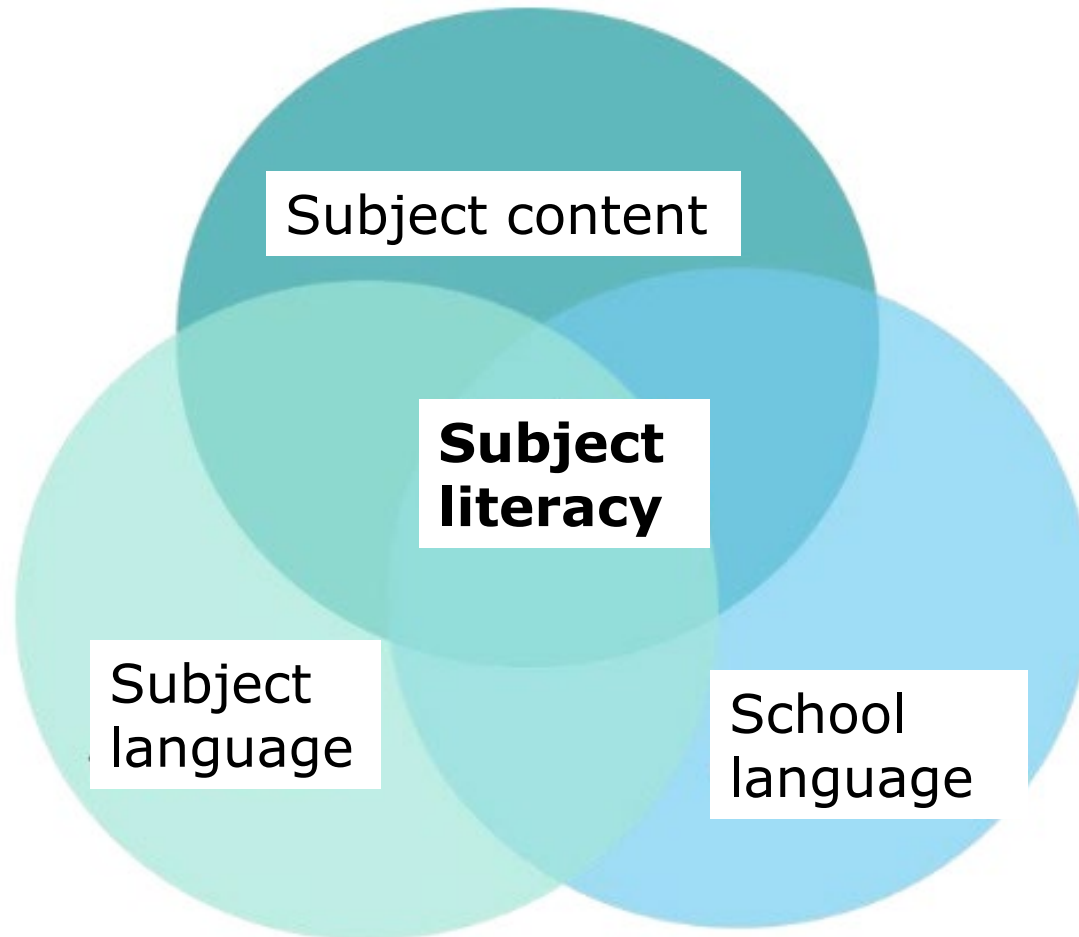 Subject content
Subject
literacy
Subject
language
School
language